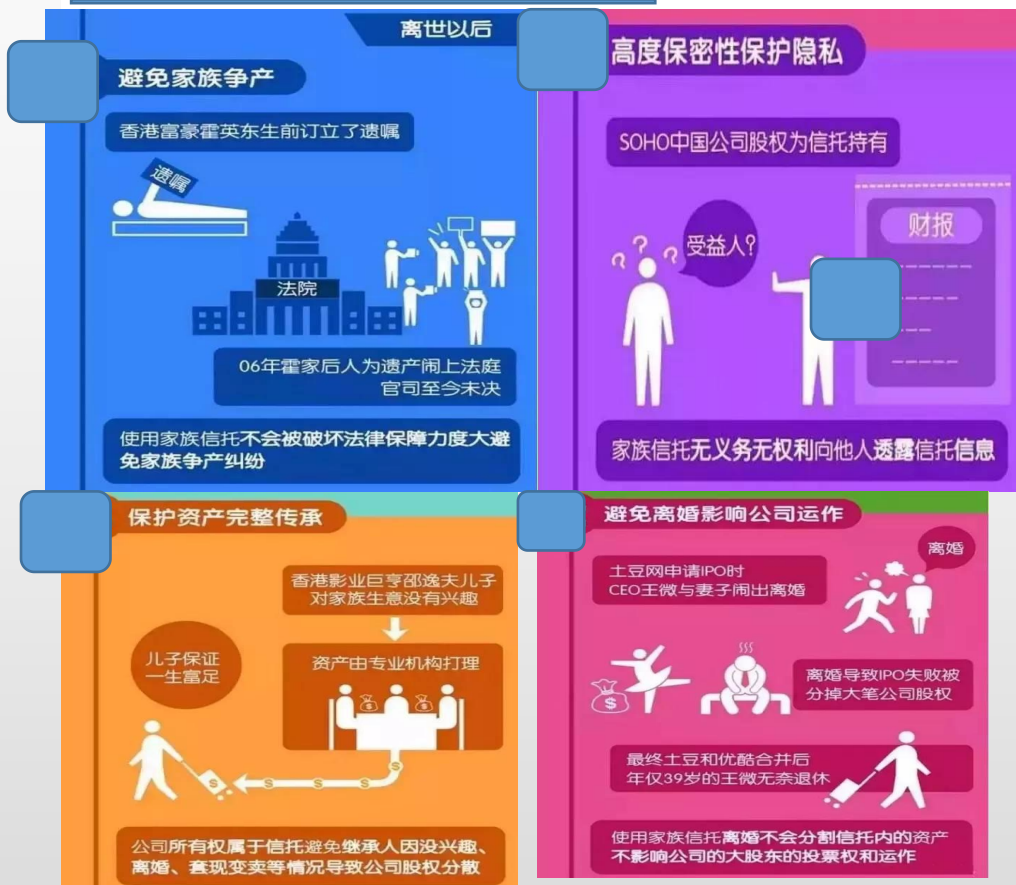 离世以后
避免家族争产
香港富豪霍英东生前订立了遗嘱
遗嘱
法院
06年霍家后人为遗产闹上法庭
官司至今未决
使用家族信托不会被破坏法律保障力度大避
免家族争产纠纷
高度保密性保护隐私
SOHO中国公司股权为信托持有
? ? ?
受益人?
财报
家族信托无义务无权利向他人透露信托信息
保护资产完整传承
香港影业巨亨邵逸夫儿子
对家族生意没有兴趣
儿子保证
一生富足
资产由专业机构打理
$ $
$ $ $ $
$
公司所有权属于信托避免继承人因没兴趣、
离婚、套现变卖等情况导致公司股权分散
避免离婚影响公司运作
离婚
土豆网申请IPO时
CEO王微与妻子闹出离婚
$
离婚导致IPO失败被
分掉大笔公司股权
最终土豆和优酷合并后
年仅39岁的王微无奈退休
使用家族信托离婚不会分割信托内的资产
不影响公司的大股东的投票权和运作